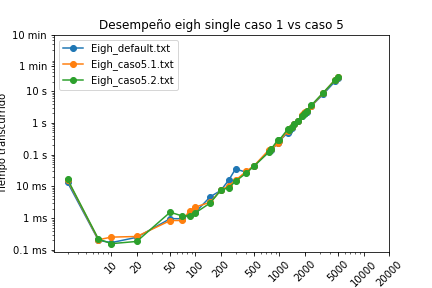 Desempeño eigh single caso 1 vs caso 5
Eigh_default.txt
Eigh_caso5.1.txt
Eigh_caso5.2.txt
10 min
1 min
10 s
1 s
0.1 s
10 ms
1 ms
0.1 ms
transcurrido
10
20
50
100
200
500
1000
2000
5000
10000
20000